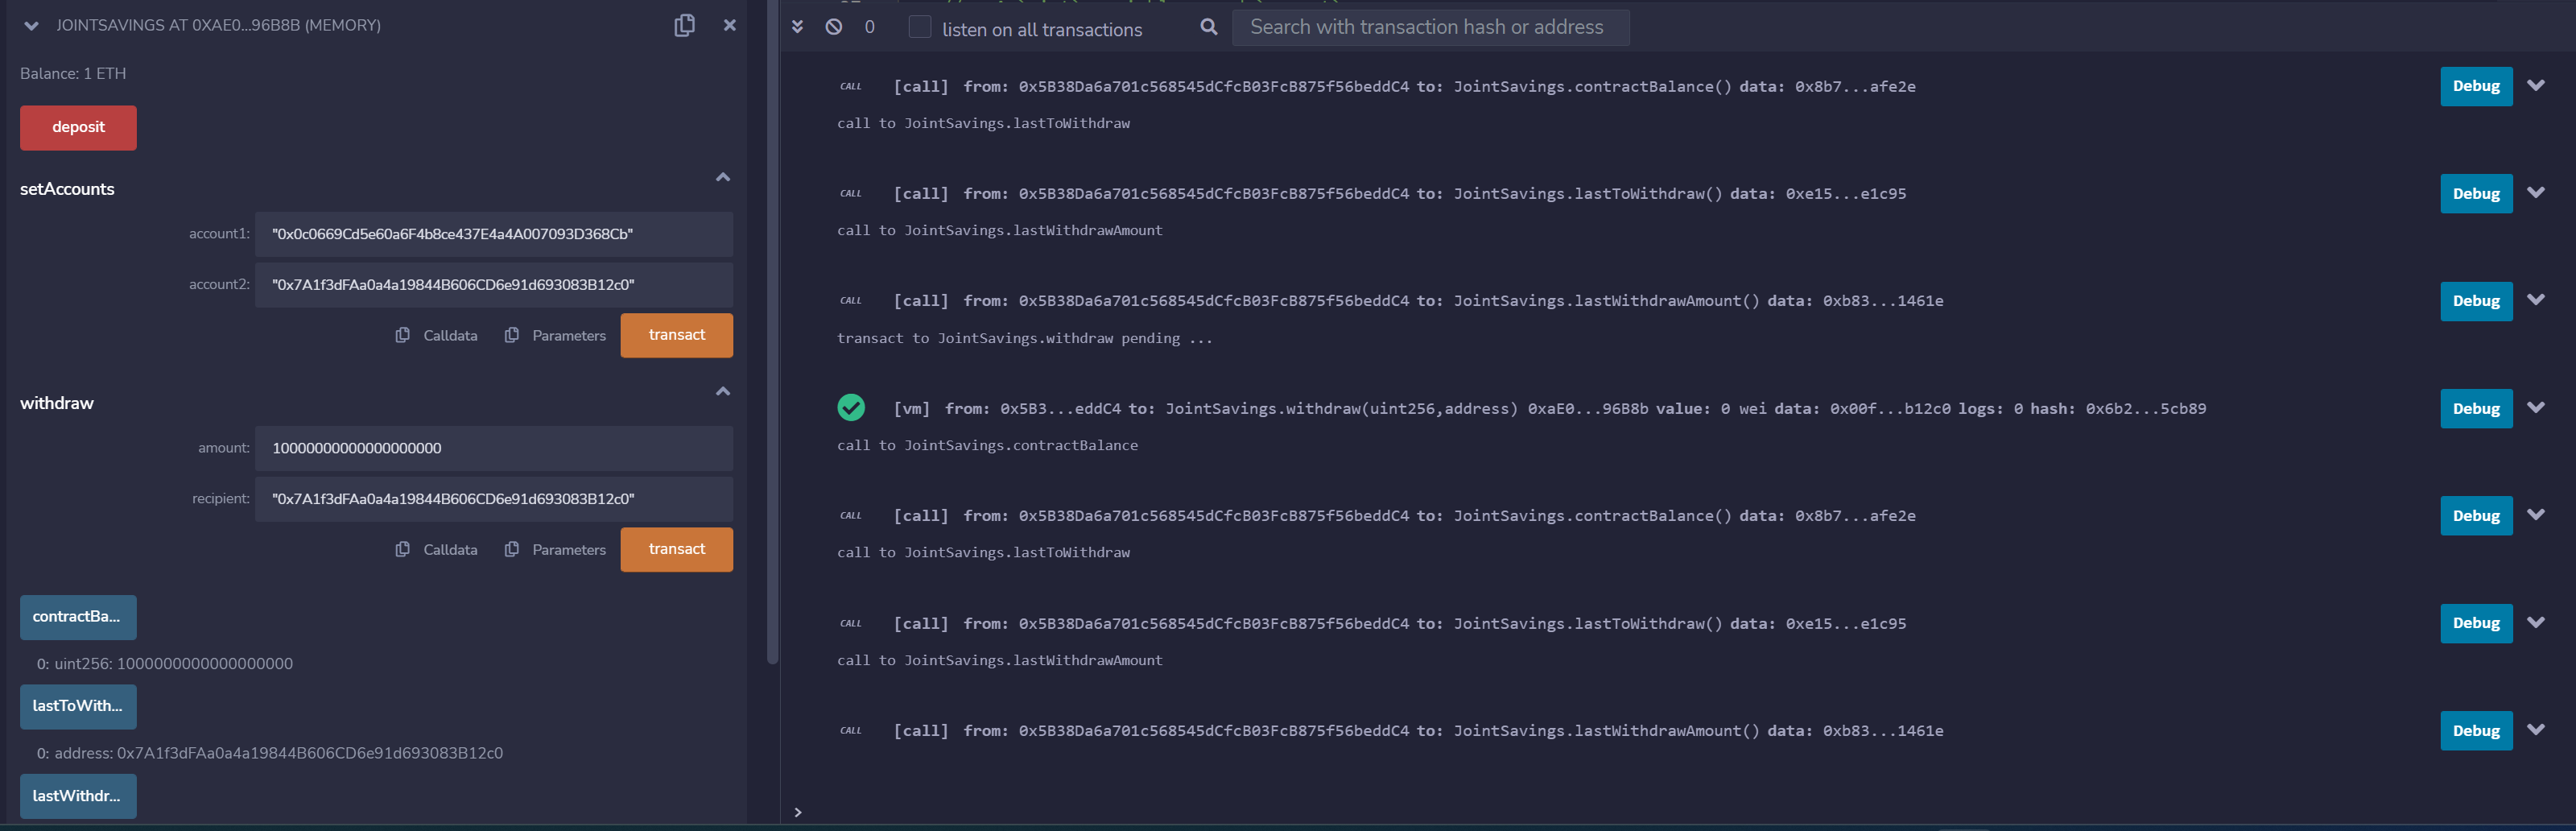 JOINTSAVINGS AT 0XAE0...96B8B (MEMORY)
Balance: 1 ETH
deposit
setAccounts
account1: "0x0c0669Cd5e60a6F4b8ce437E4a4A007093D368Cb"
account2: "0x7A1f3dFAa0a4a19844B606CD6e91d693083B12c0"
Calldata Parameters transact
withdraw
amount: 10000000000000000000
recipient: "0x7A1f3dFAa0a4a19844B606CD6e91d693083B12c0"
Calldata Parameters transact
contractBa...
0: uint256: 1000000000000000000
lastToWith...
0: address: 0x7A1f3dFAa0a4a19844B606CD6e91d693083B12c0
lastWithdr...
0 listen on all transactions Search with transaction hash or address
CALL [call] from: 0x5B38Da6a701c568545dCfcB03FcB875f56beddC4 to: JointSavings.contractBalance() data: 0x8b7...afe2e Debug
call to JointSavings.lastToWithdraw
CALL [call] from: 0x5B38Da6a701c568545dCfcB03FcB875f56beddC4 to: JointSavings.lastToWithdraw() data: 0xe15...e1c95 Debug
call to JointSavings.lastWithdrawAmount
CALL [call] from: 0x5B38Da6a701c568545dCfcB03FcB875f56beddC4 to: JointSavings.lastWithdrawAmount() data: 0xb83...1461e Debug
transact to JointSavings.withdraw pending ...
[vm] from: 0x5B3...eddC4 to: JointSavings.withdraw(uint256,address) 0xaE0...96B8b value: 0 wei data: 0x00f...b12c0 logs: 0 hash: 0x6b2...5cb89 Debug
call to JointSavings.contractBalance
CALL [call] from: 0x5B38Da6a701c568545dCfcB03FcB875f56beddC4 to: JointSavings.contractBalance() data: 0x8b7...afe2e Debug
call to JointSavings.lastToWithdraw
CALL [call] from: 0x5B38Da6a701c568545dCfcB03FcB875f56beddC4 to: JointSavings.lastToWithdraw() data: 0xe15...e1c95 Debug
call to JointSavings.lastWithdrawAmount
CALL [call] from: 0x5B38Da6a701c568545dCfcB03FcB875f56beddC4 to: JointSavings.lastWithdrawAmount() data: 0xb83...1461e Debug
>